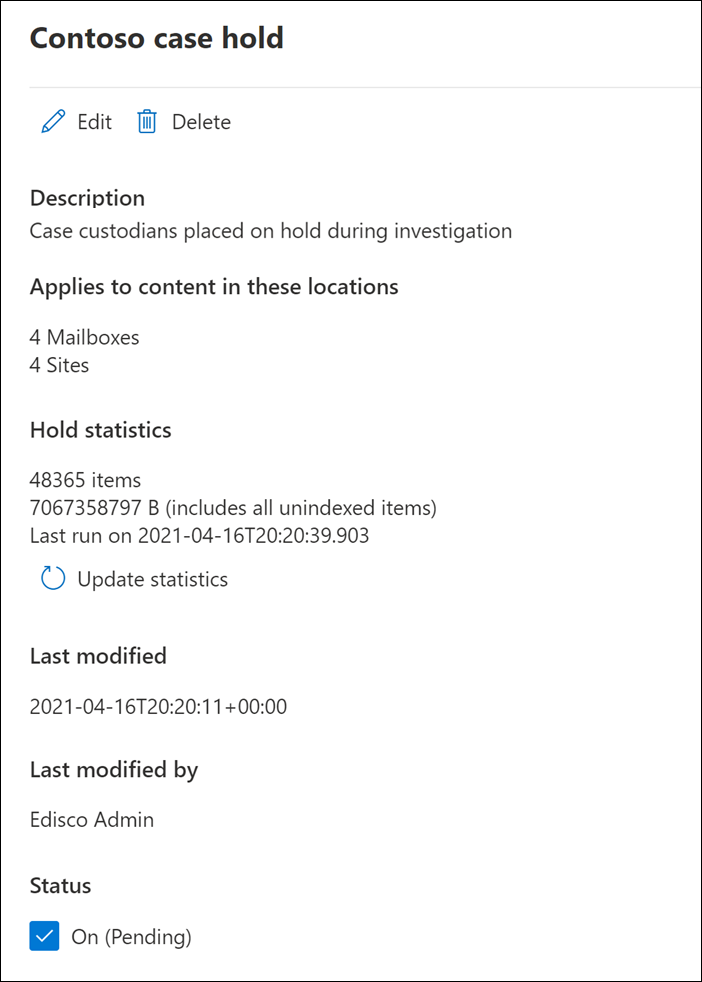 Contoso case hold
Edit Delete
Description
Case custodians placed on hold during investigation
Applies to content in these locations
4 Mailboxes
4 Sites
Hold statistics
48365 items
7067358797 B (includes all unindexed items)
Last run on 2021-04-16T20:20:39.903
Update statistics
Last modified
2021-04-16T20:20:11+00:00
Last modified by
Edisco Admin
Status
On (Pending)